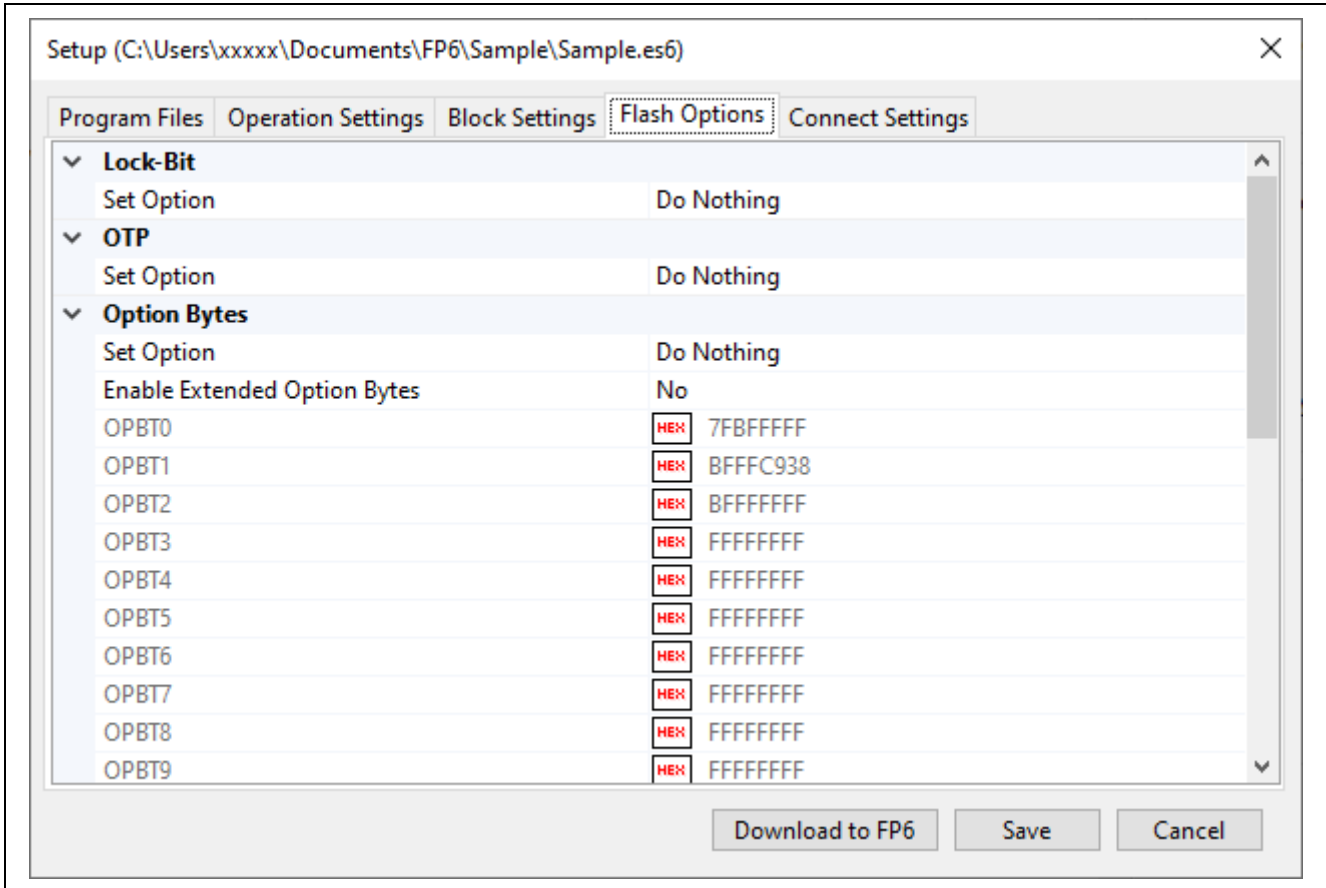 Setup (C:\Users\xxxxx\Documents\FP6\Sample\Sample.es6)
Program Files Operation Settings Block Settings Flash Options Connect Settings
Lock-Bit
Set Option Do Nothing
OTP
Set Option Do Nothing
Option Bytes
Set Option Do Nothing
Enable Extended Option Bytes No
OPBT0 HEX 7FBFFFFF
OPBT1 HEX BFFFC938
OPBT2 HEX BFFFFFFF
OPBT3 HEX FFFFFFFF
OPBT4 HEX FFFFFFFF
OPBT5 HEX FFFFFFFF
OPBT6 HEX FFFFFFFF
OPBT7 HEX FFFFFFFF
OPBT8 HEX FFFFFFFF
OPBT9 HEX FFFFFFFF
Download to FP6 Save Cancel